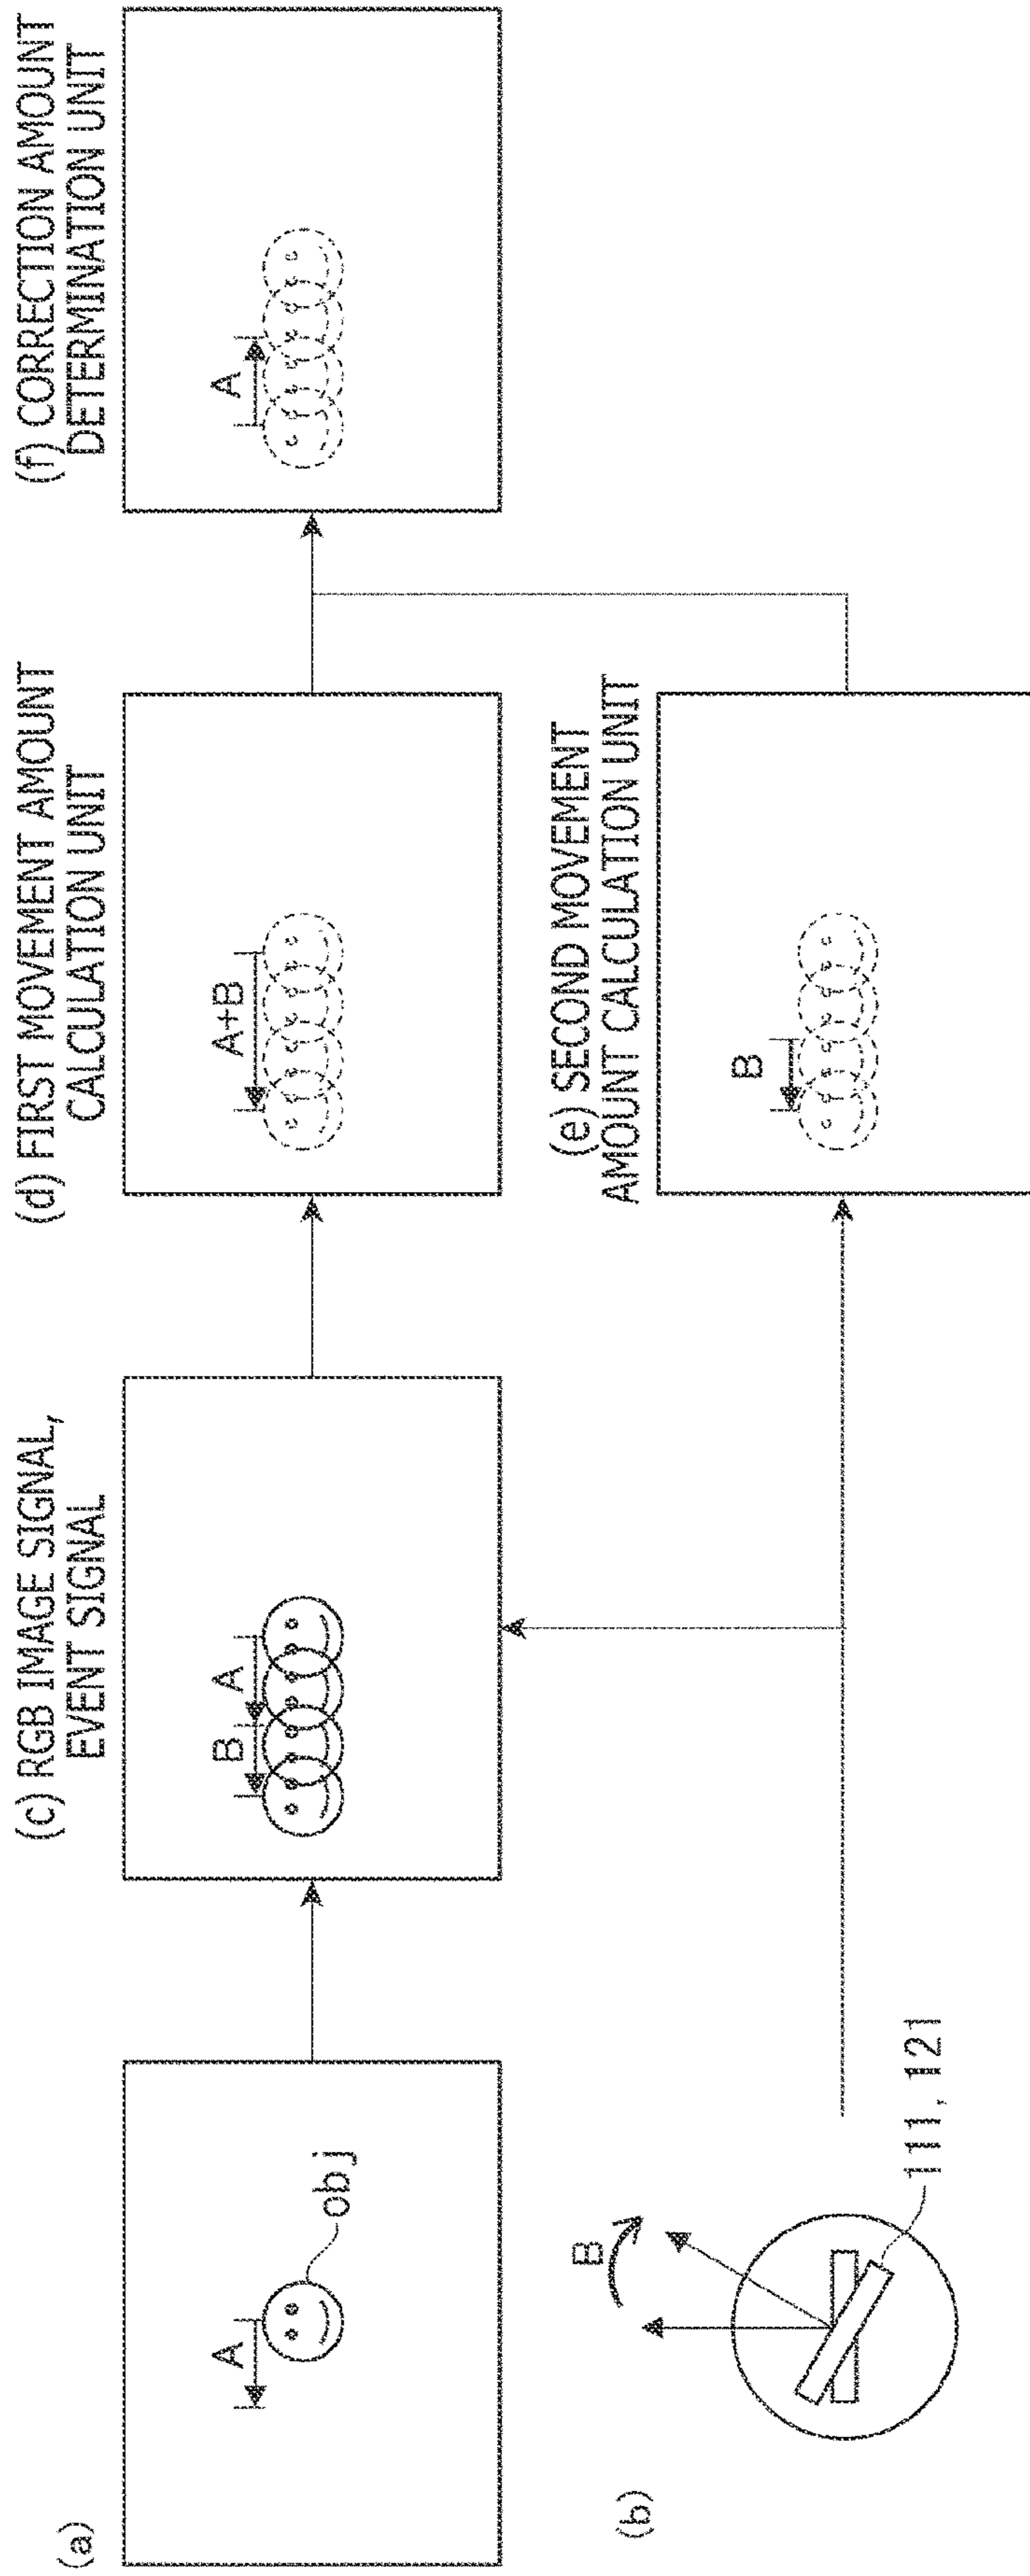 (a)
A
obj
(b)
B
111, 121
(c) RGB IMAGE SIGNAL,
EVENT SIGNAL
B
A
(d) FIRST MOVEMENT AMOUNT
CALCULATION UNIT
A+B
(e) SECOND MOVEMENT
AMOUNT CALCULATION UNIT
B
(f) CORRECTION AMOUNT
DETERMINATION UNIT
A